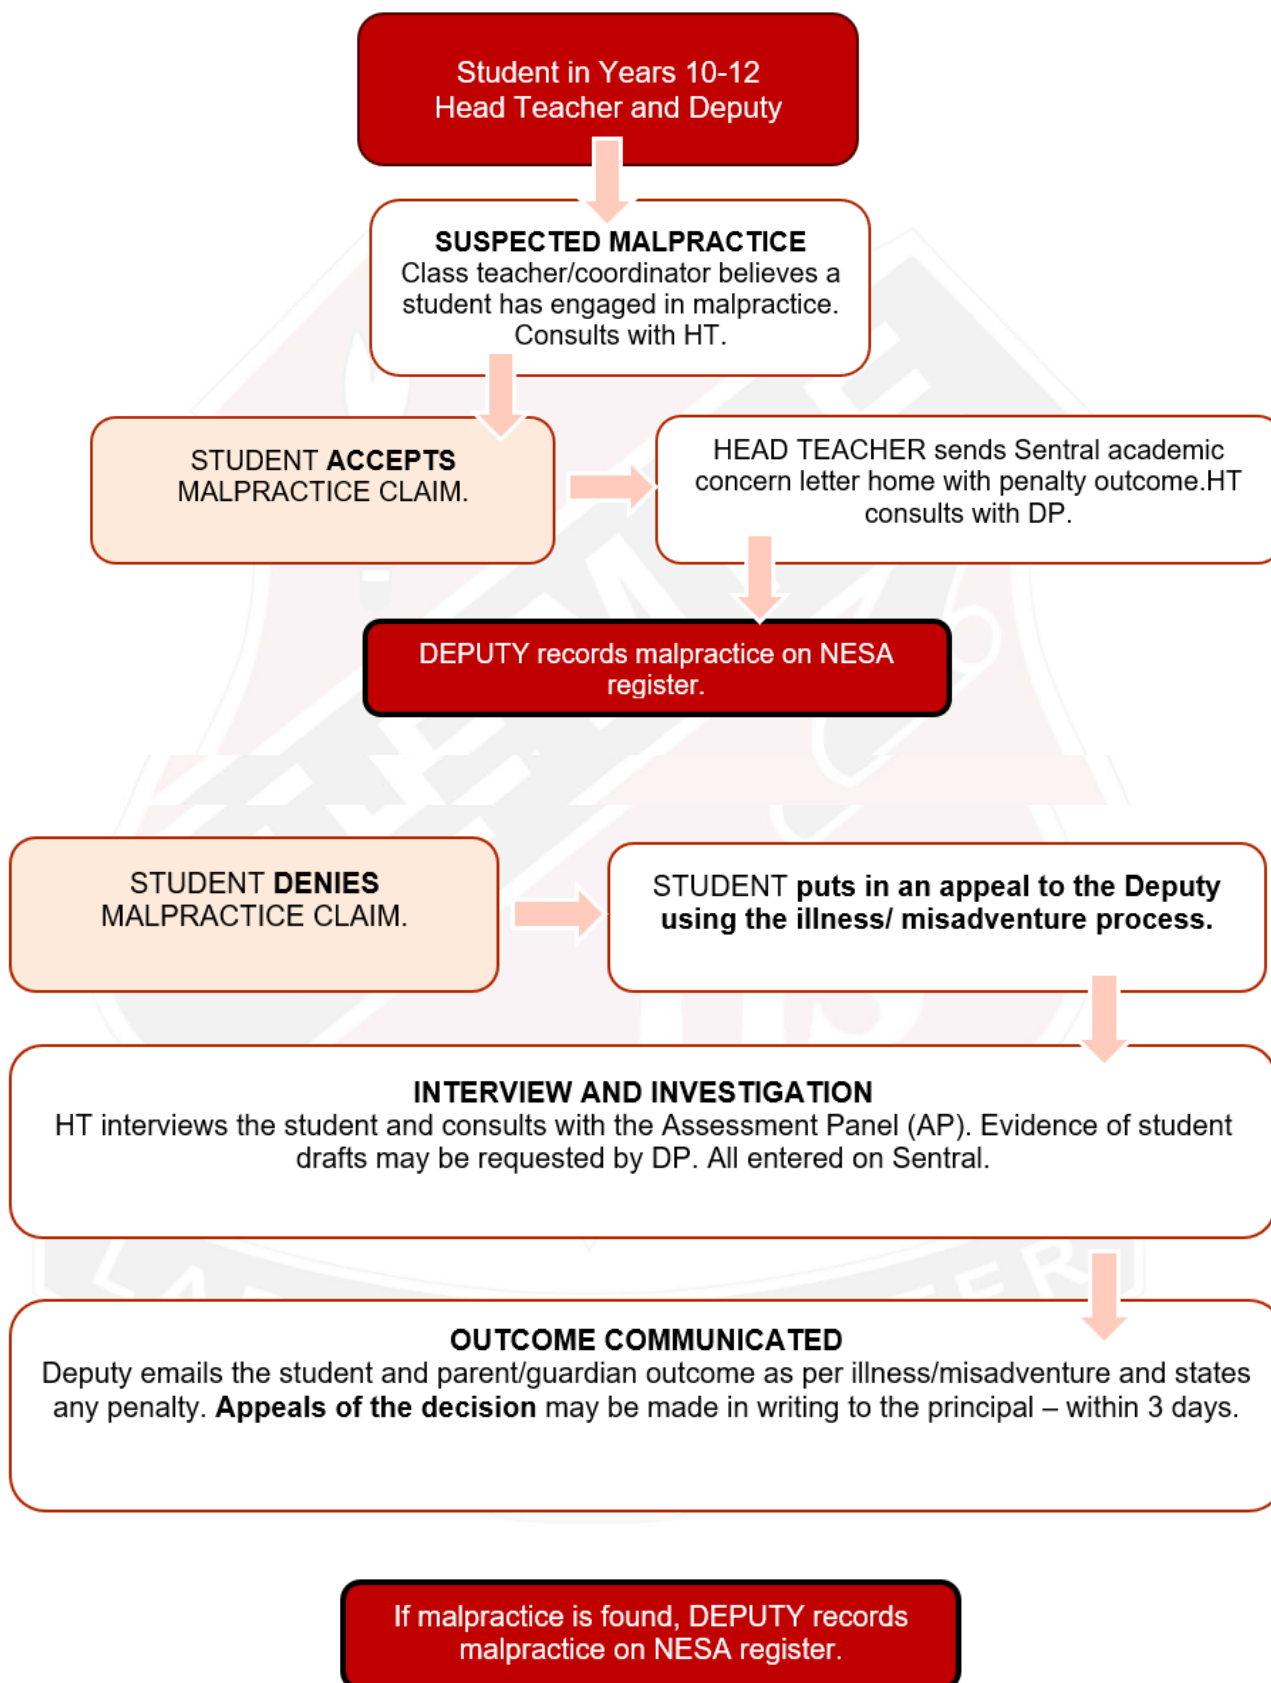 Student in Years 10-12
Head Teacher and Deputy
SUSPECTED MALPRACTICE
Class teacher/coordinator believes a
student has engaged in malpractice.
Consults with HT.
STUDENT ACCEPTS
MALPRACTICE CLAIM.
HEAD TEACHER sends Sentral academic
concern letter home with penalty outcome.HT
consults with DP.
DEPUTY records malpractice on NESA
register.
STUDENT DENIES
MALPRACTICE CLAIM.
STUDENT puts in an appeal to the Deputy
using the illness/ misadventure process.
INTERVIEW AND INVESTIGATION
HT interviews the student and consults with the Assessment Panel (AP). Evidence of student
drafts may be requested by DP. All entered on Sentral.
OUTCOME COMMUNICATED
Deputy emails the student and parent/guardian outcome as per illness/misadventure and states
any penalty. Appeals of the decision may be made in writing to the principal – within 3 days.
If malpractice is found, DEPUTY records
malpractice on NESA register.